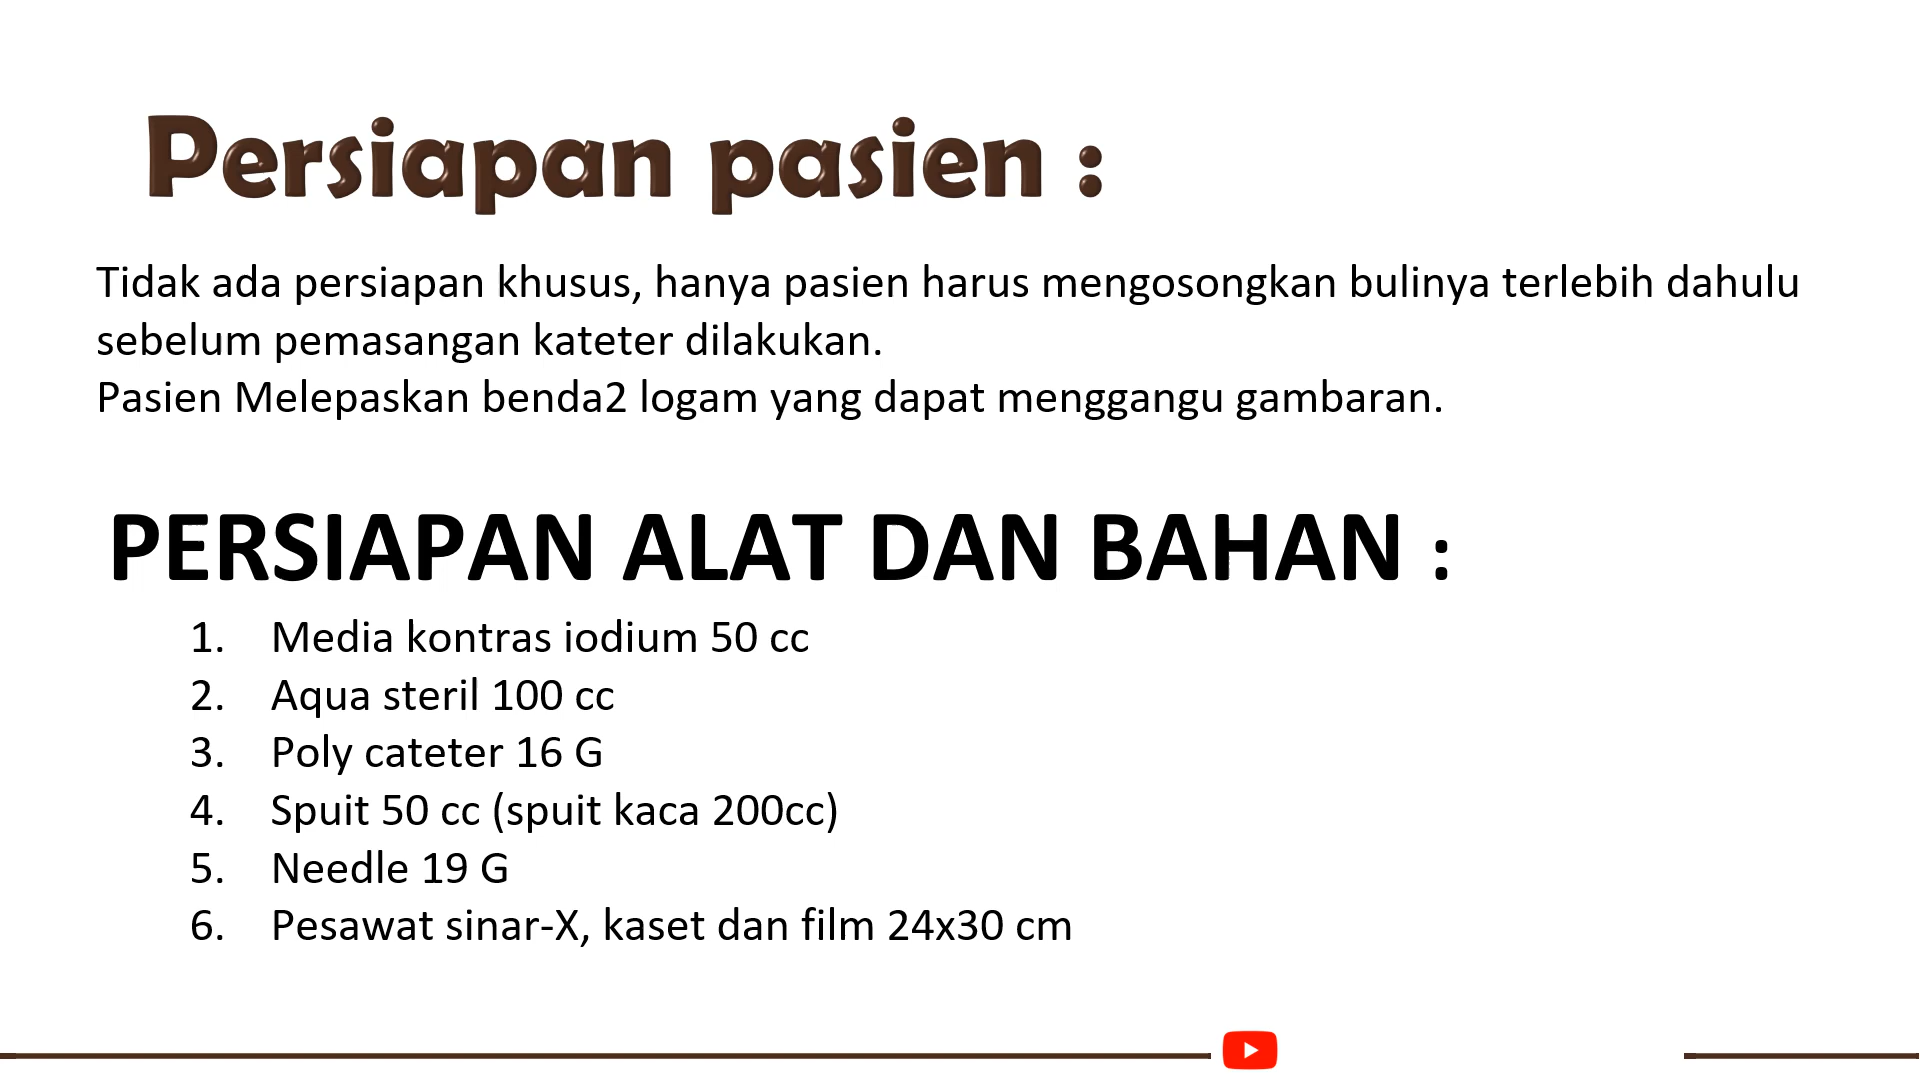 Persiapan pasien :
Tidak ada persiapan khusus, hanya pasien harus mengosongkan bulinya terlebih dahulu
sebelum pemasangan kateter dilakukan.
Pasien Melepaskan benda2 logam yang dapat menggangu gambaran.
PERSIAPAN ALAT DAN BAHAN :
1. Media kontras iodium 50 cc
2. Aqua steril 100 cc
3. Poly cateter 16 G
4. Spuit 50 cc (spuit kaca 200cc)
5. Needle 19 G
6. Pesawat sinar-X, kaset dan film 24x30 cm